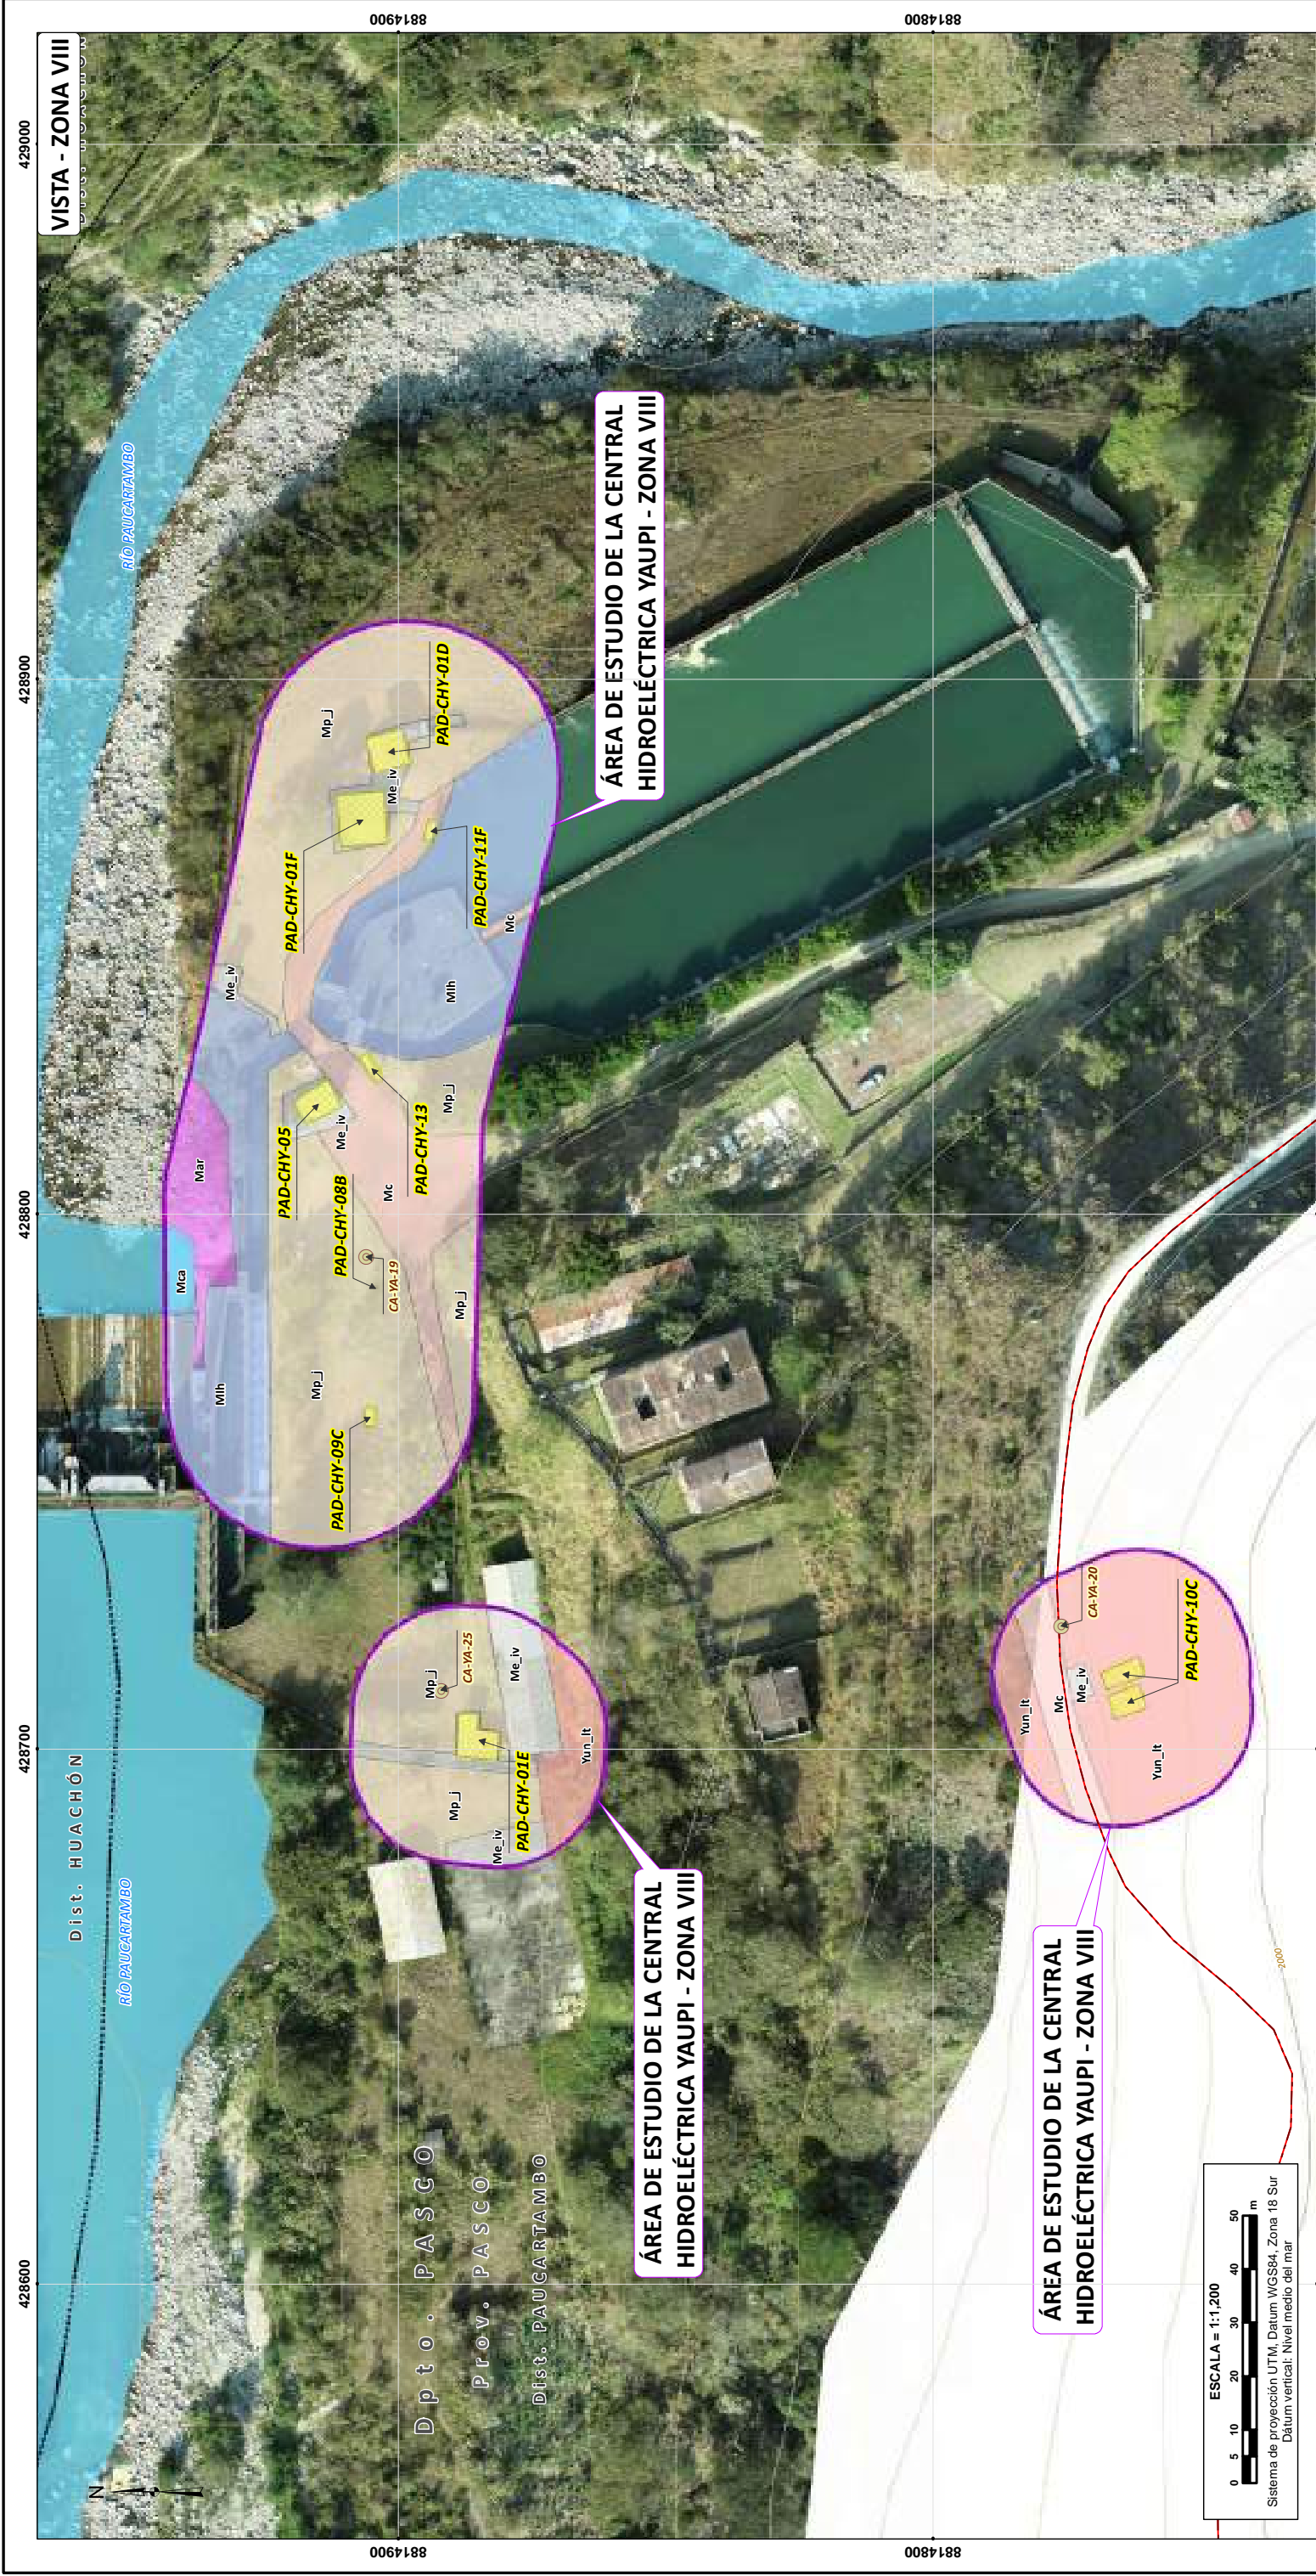 VISTA - ZONA VIII
428600
428700
428800
428900
429000
8814900
8814800
8814900
8814800
N
Dist. HUACHÓN
RÍO PAUCARTAMBO
RÍO PAUCARTAMBO
Dpto. PASCO
Prov. PASCO
Dist. PAUCARTAMBO
Mca
Mar
Mlh
Me_iv
Mp_j
PAD-CHY-01F
PAD-CHY-01D
Me_iv
PAD-CHY-11F
Mc
Mlh
PAD-CHY-05
Me_iv
PAD-CHY-13
Mp_j
PAD-CHY-08B
Mc
CA-YA-19
Mp_j
Mp_j
PAD-CHY-09C
ÁREA DE ESTUDIO DE LA CENTRAL
HIDROELÉCTRICA YAUPI - ZONA VIII
Mp_j
CA-YA-25
Me_iv
Mp_j
Me_iv
PAD-CHY-01E
Yun_lt
ÁREA DE ESTUDIO DE LA CENTRAL
HIDROELÉCTRICA YAUPI - ZONA VIII
Yun_lt
Mc
CA-YA-20
Me_iv
PAD-CHY-10C
Yun_lt
ÁREA DE ESTUDIO DE LA CENTRAL
HIDROELÉCTRICA YAUPI - ZONA VIII
2000
ESCALA = 1:1,200
0 5 10 20 30 40 50
m
Sistema de proyección UTM, Datum WGS84, Zona 18 Sur
Dátum vertical: Nivel medio del mar